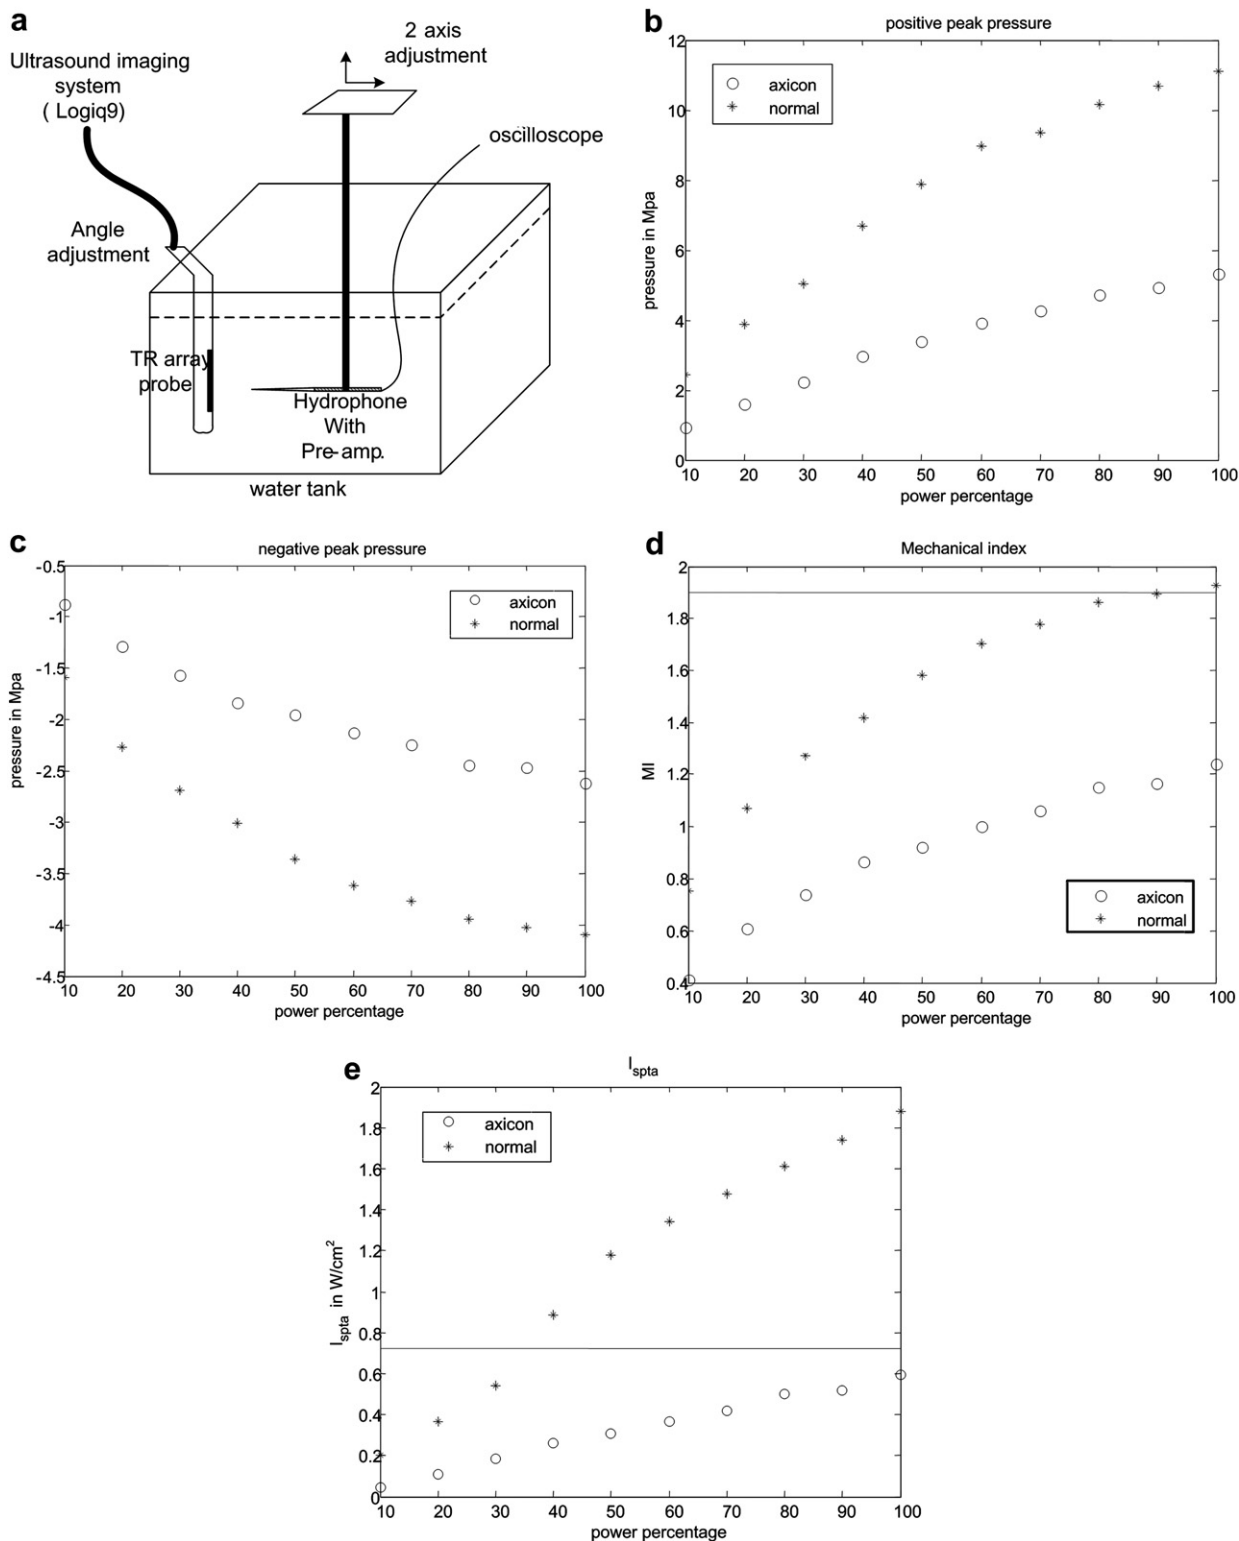 a
Ultrasound imaging
system
( Logiq9)
2 axis
adjustment
oscilloscope
Angle
adjustment
TR array
probe
Hydrophone
With
Pre-amp.
water tank
b
positive peak pressure
axicon
normal
pressure in Mpa
12
10
8
6
4
2
0
10 20 30 40 50 60 70 80 90 100
power percentage
c
negative peak pressure
axicon
normal
pressure in Mpa
-0.5
-1
-1.5
-2
-2.5
-3
-3.5
-4
-4.5
10 20 30 40 50 60 70 80 90 100
power percentage
d
Mechanical index
MI
2
1.8
1.6
1.4
1.2
1
0.8
0.6
0.4
axicon
normal
10 20 30 40 50 60 70 80 90 100
power percentage
e
Ispta
axicon
normal
Ispta in W/cm²
2
1.8
1.6
1.4
1.2
1
0.8
0.6
0.4
0.2
0
10 20 30 40 50 60 70 80 90 100
power percentage